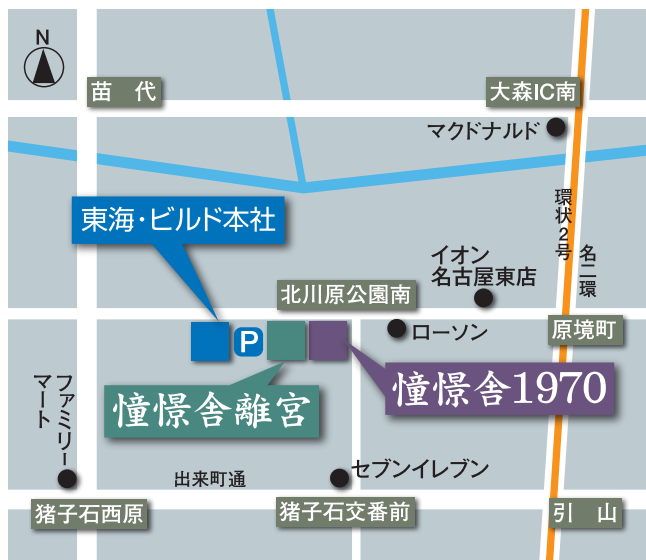 N
苗 代
大森IC南
マクドナルド
環状2号
名二環
東海・ビルド本社
イオン
名古屋東店
北川原公園南
P
ローソン
原境町
憧憬舎離宮
憧憬舎1970
ファミリー
マート
出来町通
セブンイレブン
猪子石西原
猪子石交番前
引 山